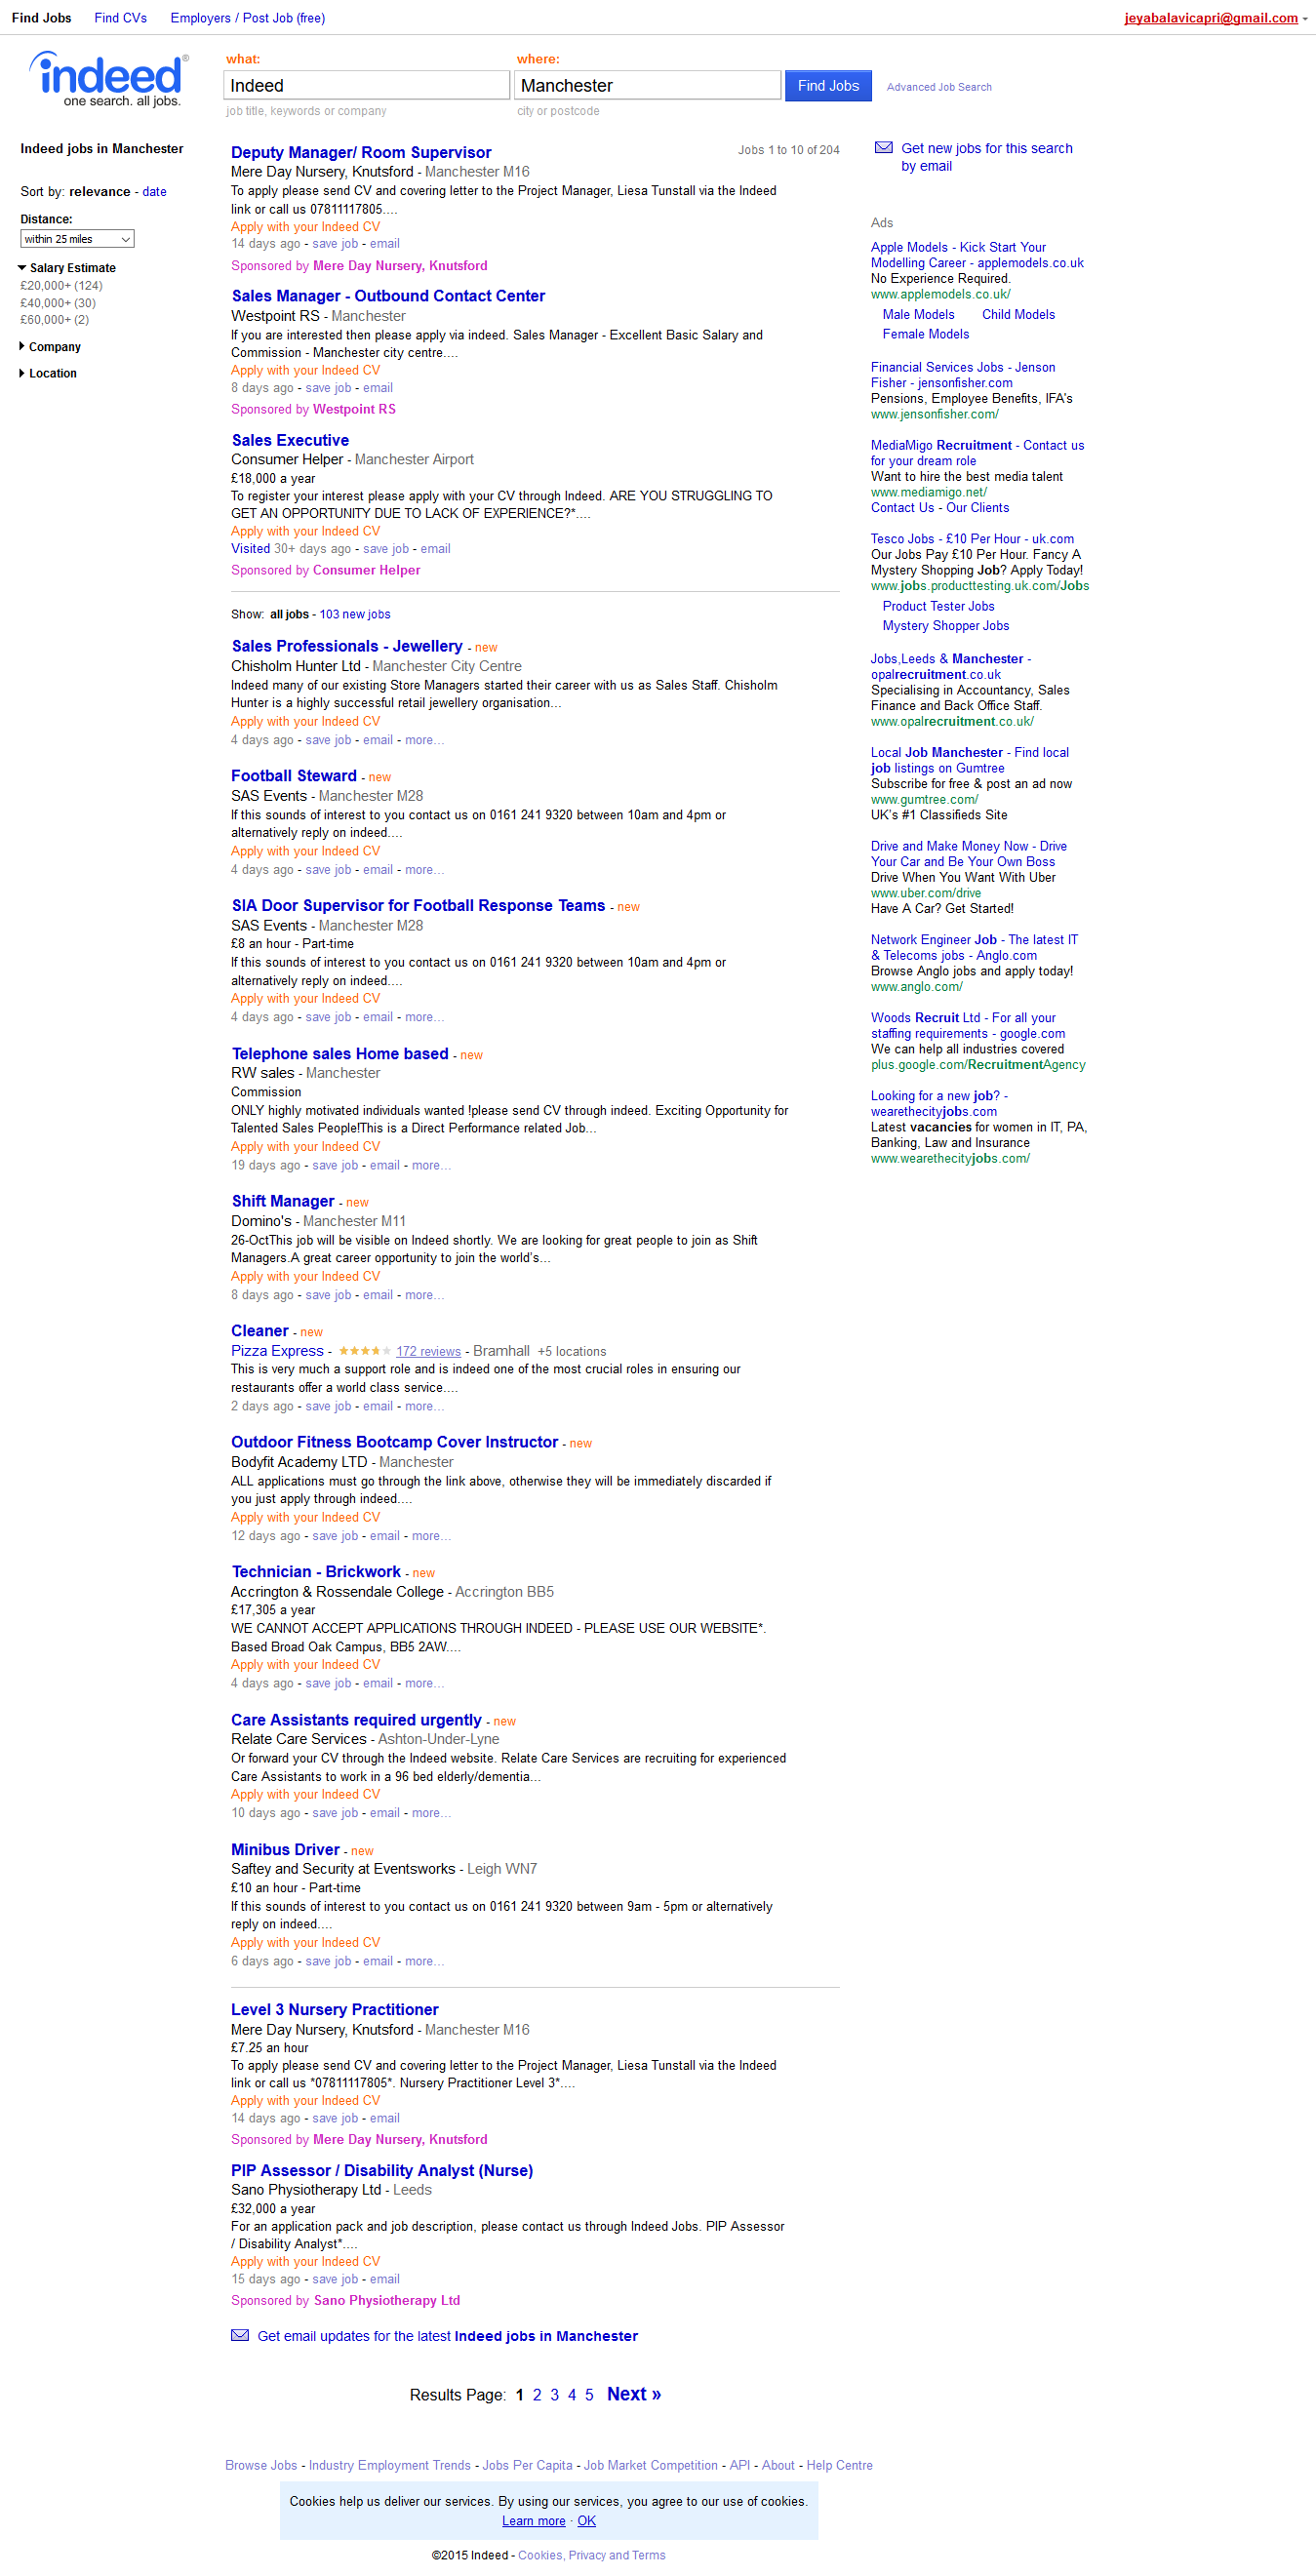 Find Jobs Find CVs Employers / Post Job (free) jeyabalavicapri@gmail.com
indeed®
one search. all jobs.
what: where:
Indeed Manchester Find Jobs Advanced Job Search
job title, keywords or company city or postcode
Indeed jobs in Manchester
Sort by: relevance - date
Distance:
within 25 miles
Salary Estimate
£20,000+ (124)
£40,000+ (30)
£60,000+ (2)
Company
Location
Jobs 1 to 10 of 204
Deputy Manager/ Room Supervisor
Mere Day Nursery, Knutsford - Manchester M16
To apply please send CV and covering letter to the Project Manager, Liesa Tunstall via the Indeed
link or call us 07811117805....
Apply with your Indeed CV
14 days ago - save job - email
Sponsored by Mere Day Nursery, Knutsford
Sales Manager - Outbound Contact Center
Westpoint RS - Manchester
If you are interested then please apply via indeed. Sales Manager - Excellent Basic Salary and
Commission - Manchester city centre....
Apply with your Indeed CV
8 days ago - save job - email
Sponsored by Westpoint RS
Sales Executive
Consumer Helper - Manchester Airport
£18,000 a year
To register your interest please apply with your CV through Indeed. ARE YOU STRUGGLING TO
GET AN OPPORTUNITY DUE TO LACK OF EXPERIENCE?*....
Apply with your Indeed CV
Visited 30+ days ago - save job - email
Sponsored by Consumer Helper
Show: all jobs - 103 new jobs
Sales Professionals - Jewellery - new
Chisholm Hunter Ltd - Manchester City Centre
Indeed many of our existing Store Managers started their career with us as Sales Staff. Chisholm
Hunter is a highly successful retail jewellery organisation...
Apply with your Indeed CV
4 days ago - save job - email - more...
Football Steward - new
SAS Events - Manchester M28
If this sounds of interest to you contact us on 0161 241 9320 between 10am and 4pm or
alternatively reply on indeed....
Apply with your Indeed CV
4 days ago - save job - email - more...
SIA Door Supervisor for Football Response Teams - new
SAS Events - Manchester M28
£8 an hour - Part-time
If this sounds of interest to you contact us on 0161 241 9320 between 10am and 4pm or
alternatively reply on indeed....
Apply with your Indeed CV
4 days ago - save job - email - more...
Telephone sales Home based - new
RW sales - Manchester
Commission
ONLY highly motivated individuals wanted !please send CV through indeed. Exciting Opportunity for
Talented Sales People!This is a Direct Performance related Job...
Apply with your Indeed CV
19 days ago - save job - email - more...
Shift Manager - new
Domino's - Manchester M11
26-OctThis job will be visible on Indeed shortly. We are looking for great people to join as Shift
Managers.A great career opportunity to join the world's...
Apply with your Indeed CV
8 days ago - save job - email - more...
Cleaner - new
Pizza Express - 172 reviews - Bramhall +5 locations
This is very much a support role and is indeed one of the most crucial roles in ensuring our
restaurants offer a world class service....
2 days ago - save job - email - more...
Outdoor Fitness Bootcamp Cover Instructor - new
Bodyfit Academy LTD - Manchester
ALL applications must go through the link above, otherwise they will be immediately discarded if
you just apply through indeed....
Apply with your Indeed CV
12 days ago - save job - email - more...
Technician - Brickwork - new
Accrington & Rossendale College - Accrington BB5
£17,305 a year
WE CANNOT ACCEPT APPLICATIONS THROUGH INDEED - PLEASE USE OUR WEBSITE*.
Based Broad Oak Campus, BB5 2AW....
Apply with your Indeed CV
4 days ago - save job - email - more...
Care Assistants required urgently - new
Relate Care Services - Ashton-Under-Lyne
Or forward your CV through the Indeed website. Relate Care Services are recruiting for experienced
Care Assistants to work in a 96 bed elderly/dementia...
Apply with your Indeed CV
10 days ago - save job - email - more...
Minibus Driver - new
Saftey and Security at Eventsworks - Leigh WN7
£10 an hour - Part-time
If this sounds of interest to you contact us on 0161 241 9320 between 9am - 5pm or alternatively
reply on indeed....
Apply with your Indeed CV
6 days ago - save job - email - more...
Level 3 Nursery Practitioner
Mere Day Nursery, Knutsford - Manchester M16
£7.25 an hour
To apply please send CV and covering letter to the Project Manager, Liesa Tunstall via the Indeed
link or call us *07811117805*. Nursery Practitioner Level 3*....
Apply with your Indeed CV
14 days ago - save job - email
Sponsored by Mere Day Nursery, Knutsford
PIP Assessor / Disability Analyst (Nurse)
Sano Physiotherapy Ltd - Leeds
£32,000 a year
For an application pack and job description, please contact us through Indeed Jobs. PIP Assessor
/ Disability Analyst*....
Apply with your Indeed CV
15 days ago - save job - email
Sponsored by Sano Physiotherapy Ltd
Get email updates for the latest Indeed jobs in Manchester
Results Page: 1 2 3 4 5 Next »
Get new jobs for this search
by email
Ads
Apple Models - Kick Start Your
Modelling Career - applemodels.co.uk
No Experience Required.
www.applemodels.co.uk/
Male Models Child Models
Female Models
Financial Services Jobs - Jenson
Fisher - jensonfisher.com
Pensions, Employee Benefits, IFA's
www.jensonfisher.com/
MediaMigo Recruitment - Contact us
for your dream role
Want to hire the best media talent
www.mediamigo.net/
Contact Us - Our Clients
Tesco Jobs - £10 Per Hour - uk.com
Our Jobs Pay £10 Per Hour. Fancy A
Mystery Shopping Job? Apply Today!
www.jobs.producttesting.uk.com/Jobs
Product Tester Jobs
Mystery Shopper Jobs
Jobs,Leeds & Manchester -
opalrecruitment.co.uk
Specialising in Accountancy, Sales
Finance and Back Office Staff.
www.opalrecruitment.co.uk/
Local Job Manchester - Find local
job listings on Gumtree
Subscribe for free & post an ad now
www.gumtree.com/
UK's #1 Classifieds Site
Drive and Make Money Now - Drive
Your Car and Be Your Own Boss
Drive When You Want With Uber
www.uber.com/drive
Have A Car? Get Started!
Network Engineer Job - The latest IT
& Telecoms jobs - Anglo.com
Browse Anglo jobs and apply today!
www.anglo.com/
Woods Recruit Ltd - For all your
staffing requirements - google.com
We can help all industries covered
plus.google.com/RecruitmentAgency
Looking for a new job? -
wearethecityjobs.com
Latest vacancies for women in IT, PA,
Banking, Law and Insurance
www.wearethecityjobs.com/
Browse Jobs - Industry Employment Trends - Jobs Per Capita - Job Market Competition - API - About - Help Centre
Cookies help us deliver our services. By using our services, you agree to our use of cookies.
Learn more · OK
©2015 Indeed - Cookies, Privacy and Terms